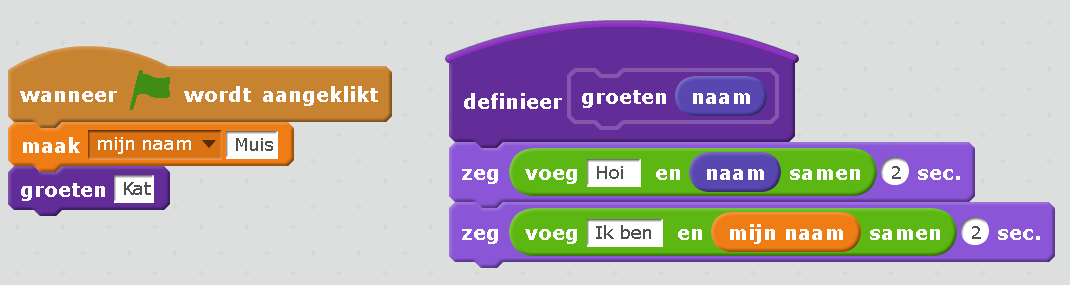 wanneer wordt aangeklikt
maak mijn naam Muis
groeten Kat
definieer groeten naam
zeg voeg Hoi en naam samen 2 sec.
zeg voeg Ik ben en mijn naam samen 2 sec.